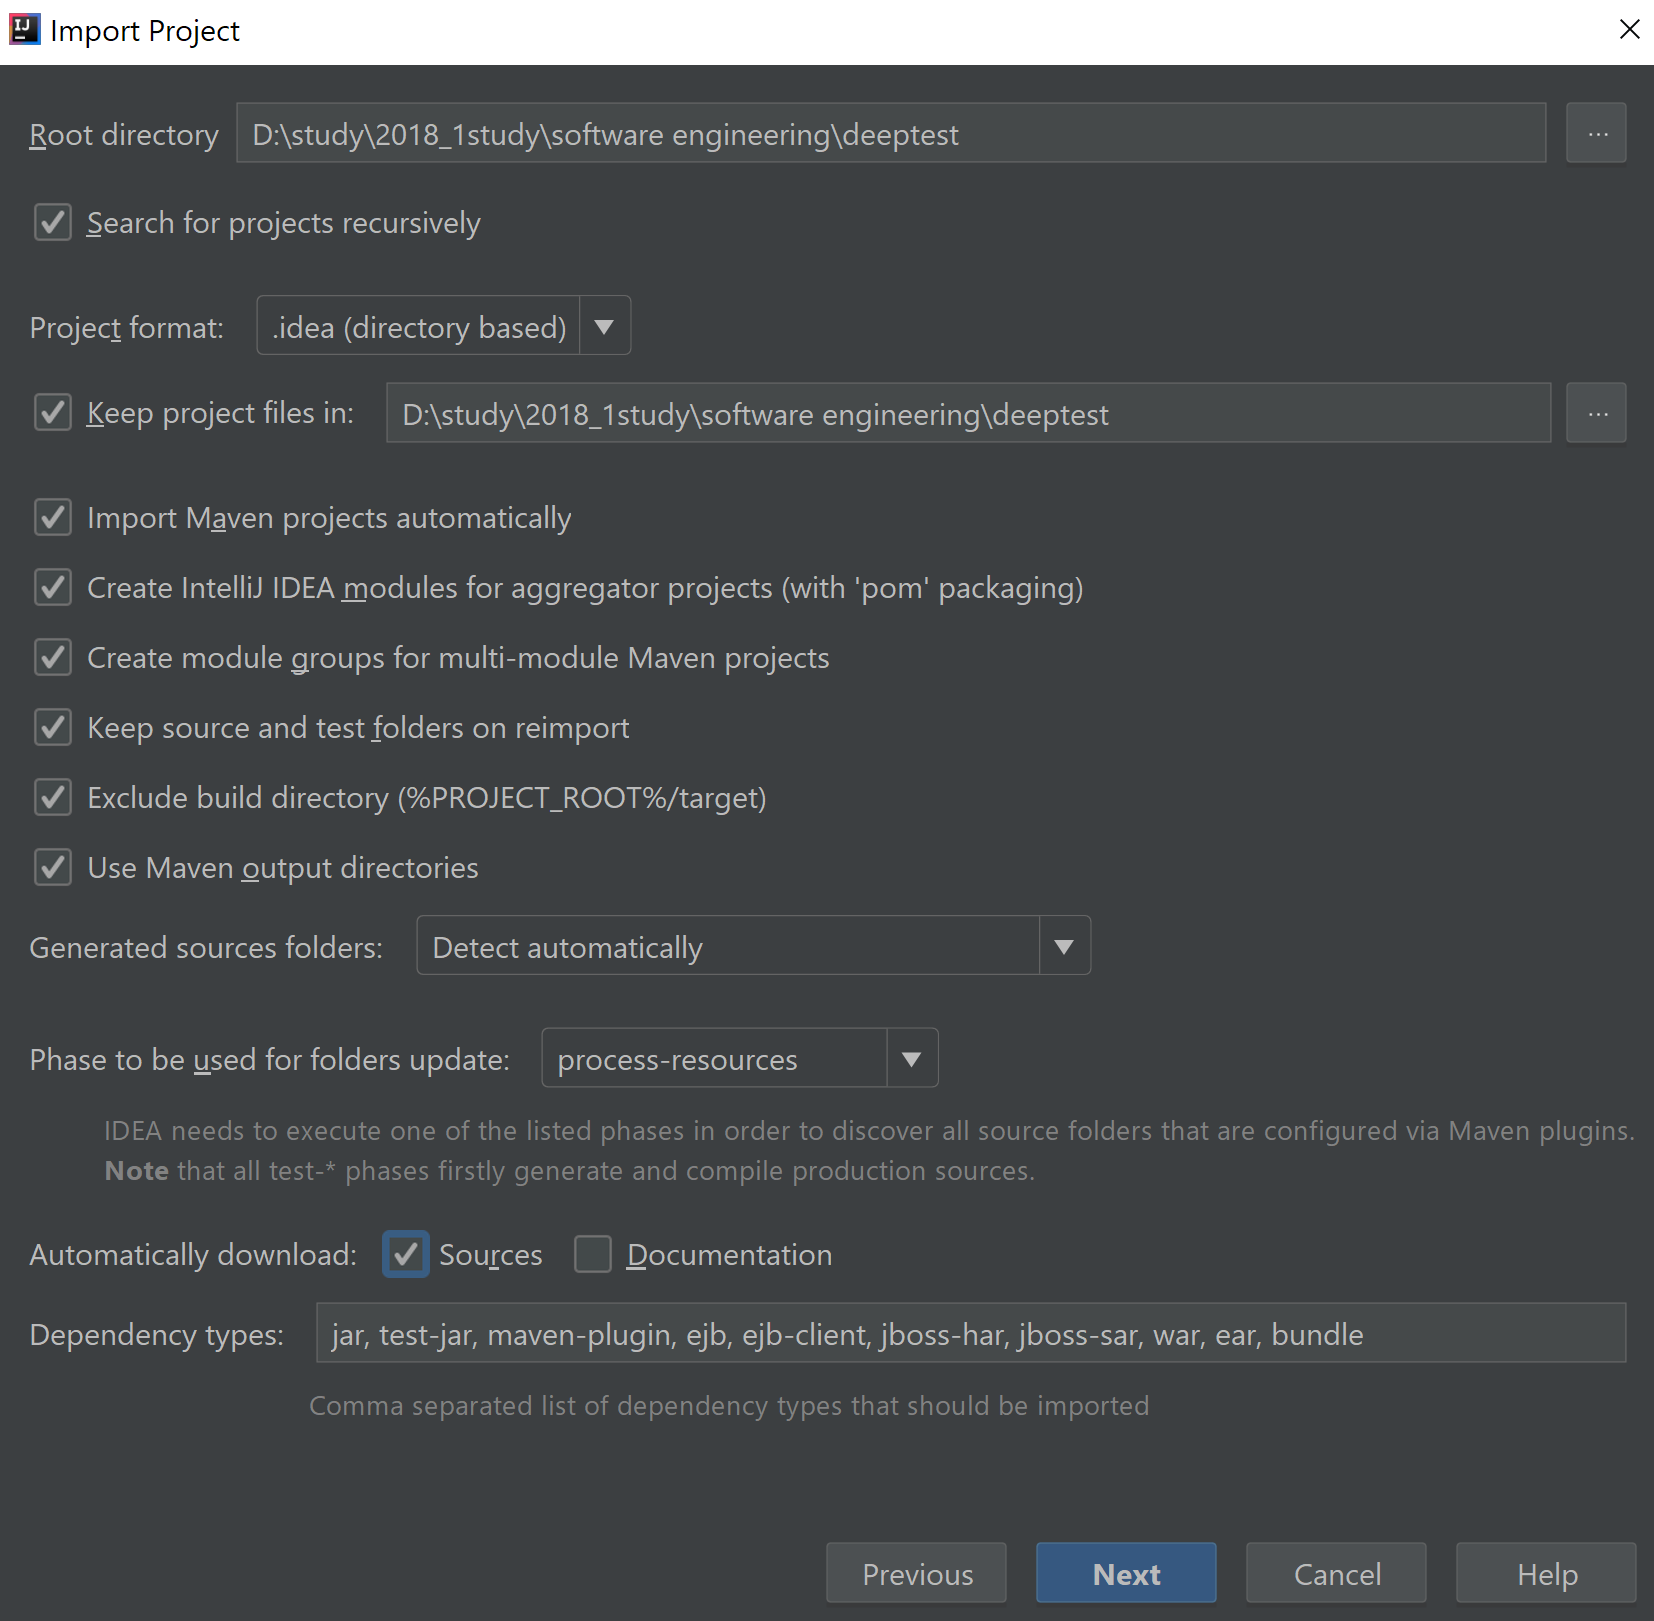 IJ Import Project
Root directory D:\study\2018_1study\software engineering\deeptest ...
Search for projects recursively
Project format: .idea (directory based)
Keep project files in: D:\study\2018_1study\software engineering\deeptest ...
Import Maven projects automatically
Create IntelliJ IDEA modules for aggregator projects (with 'pom' packaging)
Create module groups for multi-module Maven projects
Keep source and test folders on reimport
Exclude build directory (%PROJECT_ROOT%/target)
Use Maven output directories
Generated sources folders: Detect automatically
Phase to be used for folders update: process-resources
IDEA needs to execute one of the listed phases in order to discover all source folders that are configured via Maven plugins.
Note that all test-* phases firstly generate and compile production sources.
Automatically download: Sources Documentation
Dependency types: jar, test-jar, maven-plugin, ejb, ejb-client, jboss-har, jboss-sar, war, ear, bundle
Comma separated list of dependency types that should be imported
Previous Next Cancel Help